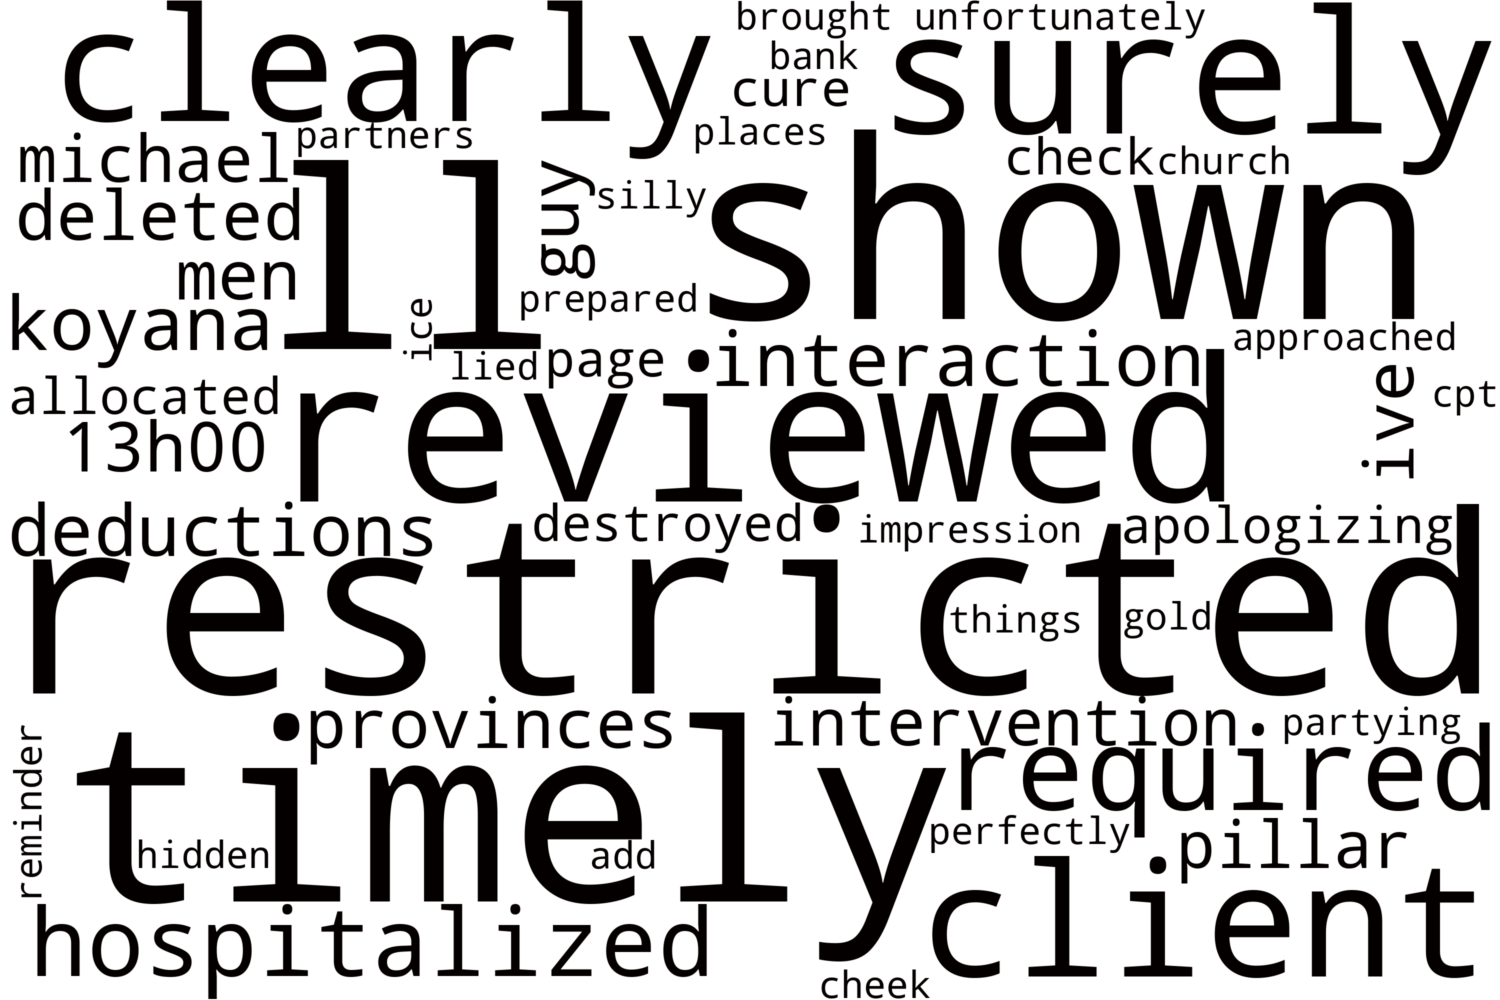 clearly
brought
unfortunately
bank
surely
cure
partners
places
michael
check
church
ll
shown
deleted
guy
silly
men
koyana
ice
prepared
approached
lied
page
interaction
allocated
reviewed
ive
cpt
13h00
deductions
destroyed
impression
apologizing
restricted
things
gold
provinces
intervention
partying
reminder
timely
required
hidden
add
perfectly
pillar
client
hospitalized
cheek